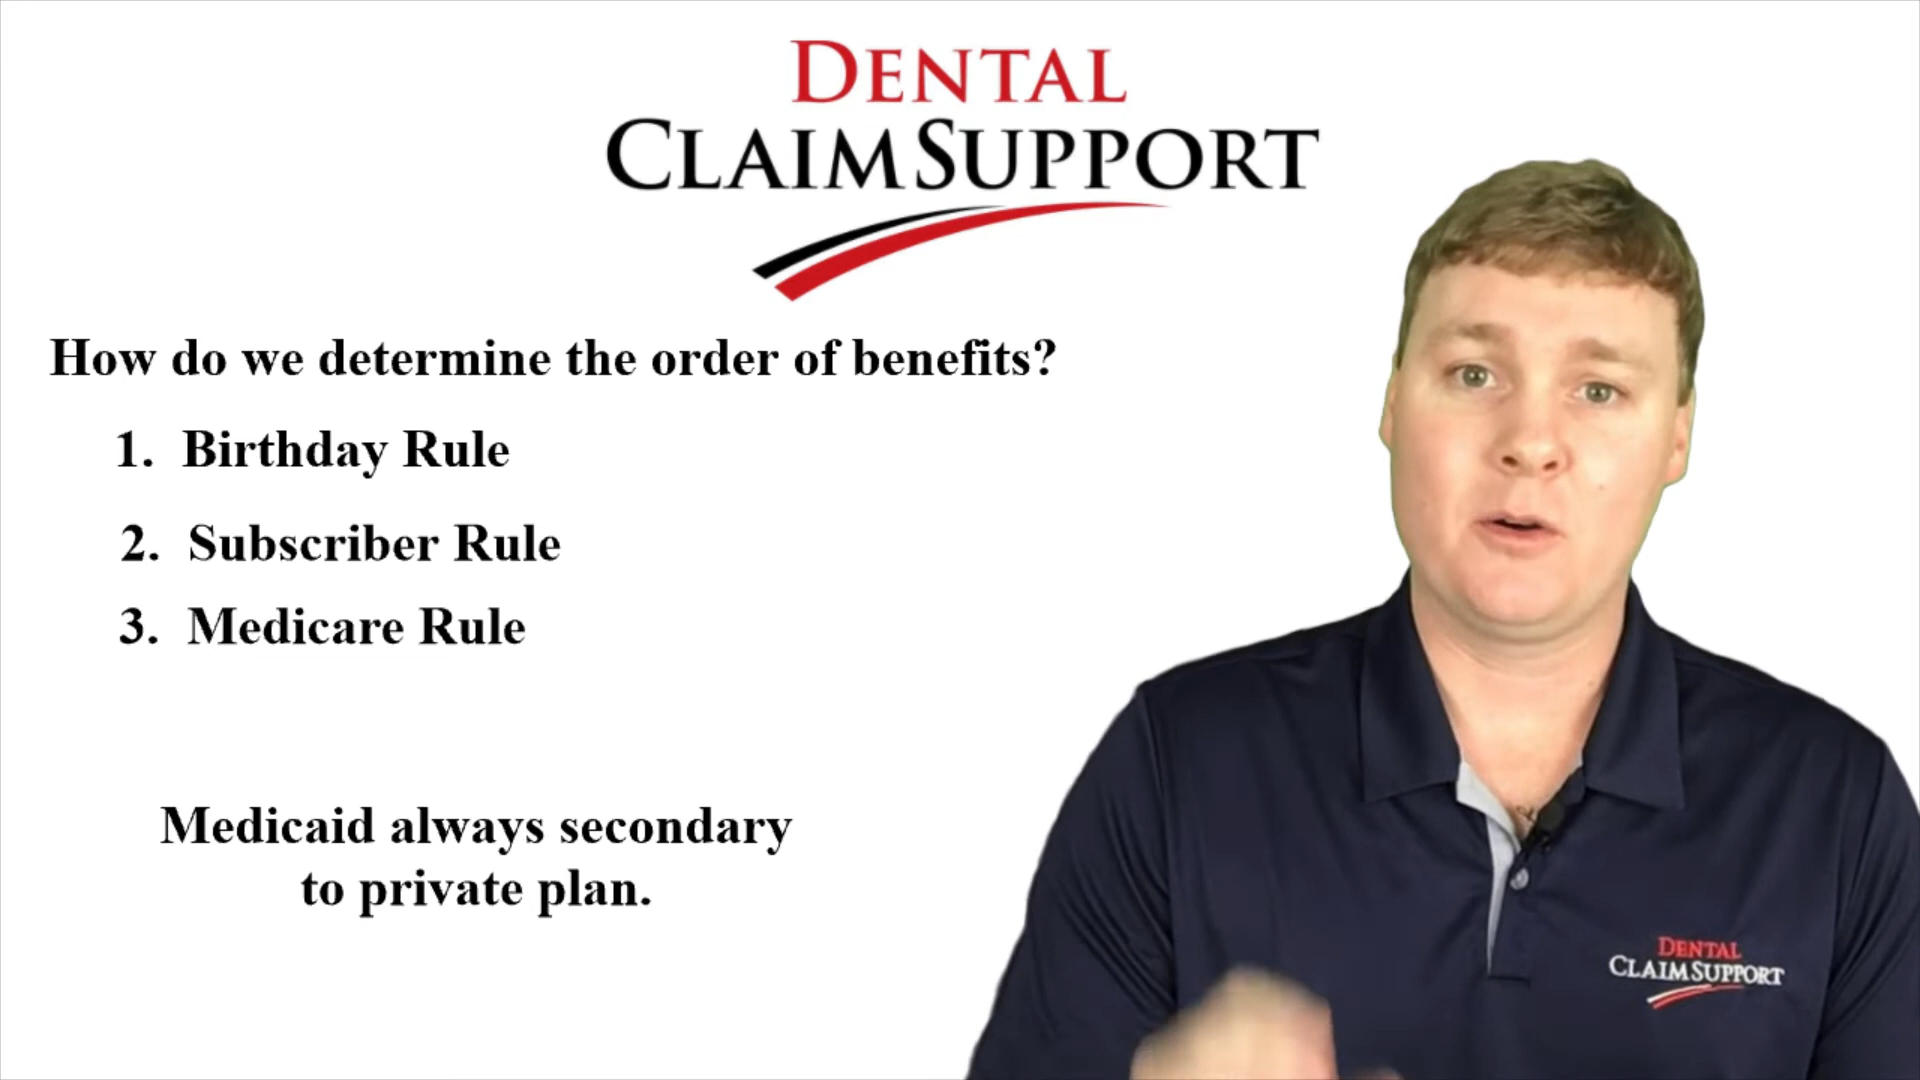 DENTAL
CLAIMSUPPORT
How do we determine the order of benefits?
1. Birthday Rule
2. Subscriber Rule
3. Medicare Rule
Medicaid always secondary
to private plan.
DENTAL
CLAIMSUPPORT